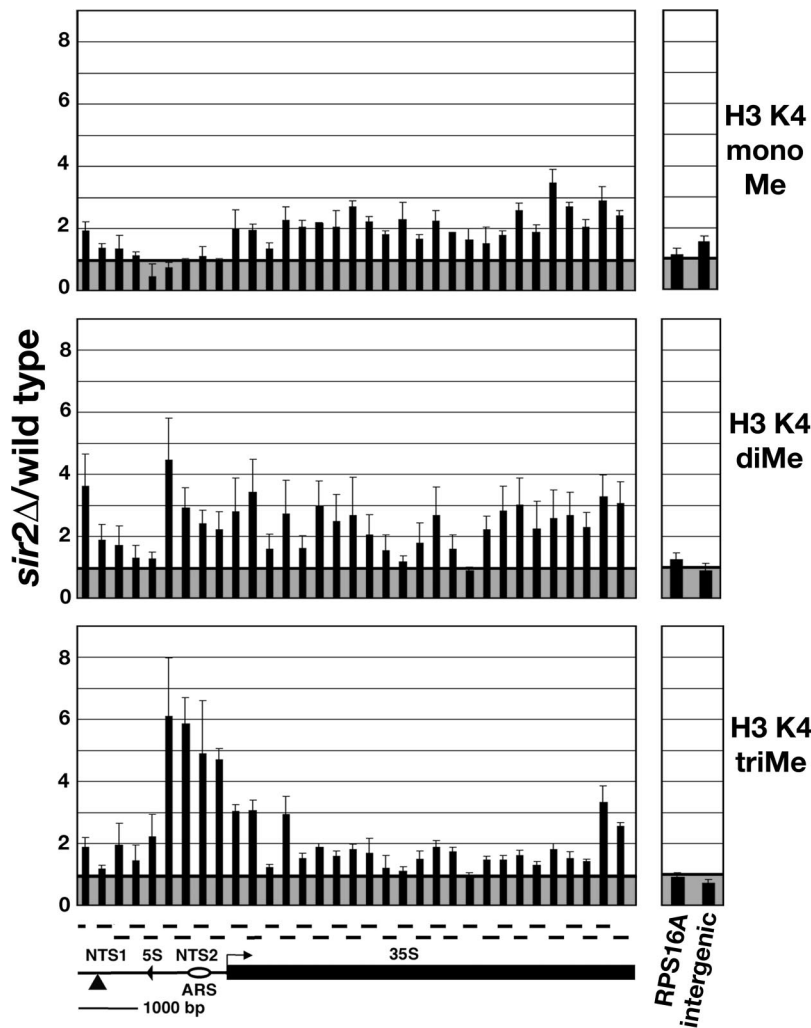 sir2Δ/wild type
8
6
4
2
0
H3 K4
mono
Me
8
6
4
2
0
H3 K4
diMe
8
6
4
2
0
H3 K4
triMe
NTS1 5S NTS2 35S
ARS
1000 bp
RPS16A
intergenic